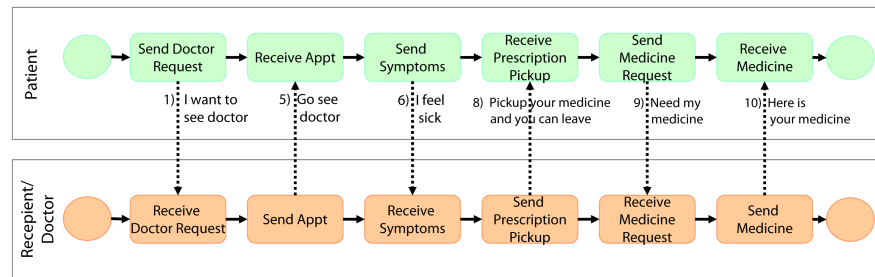 Patient
Send Doctor
Request
Receive Appt
Send
Symptoms
Receive
Prescription
Pickup
Send
Medicine
Request
Receive
Medicine
1) I want to
see doctor
5) Go see
doctor
6) I feel
sick
8) Pickup your medicine
and you can leave
9) Need my
medicine
10) Here is
your medicine
Recepient/
Doctor
Receive
Doctor Request
Send Appt
Receive
Symptoms
Send
Prescription
Pickup
Receive
Medicine
Request
Send
Medicine